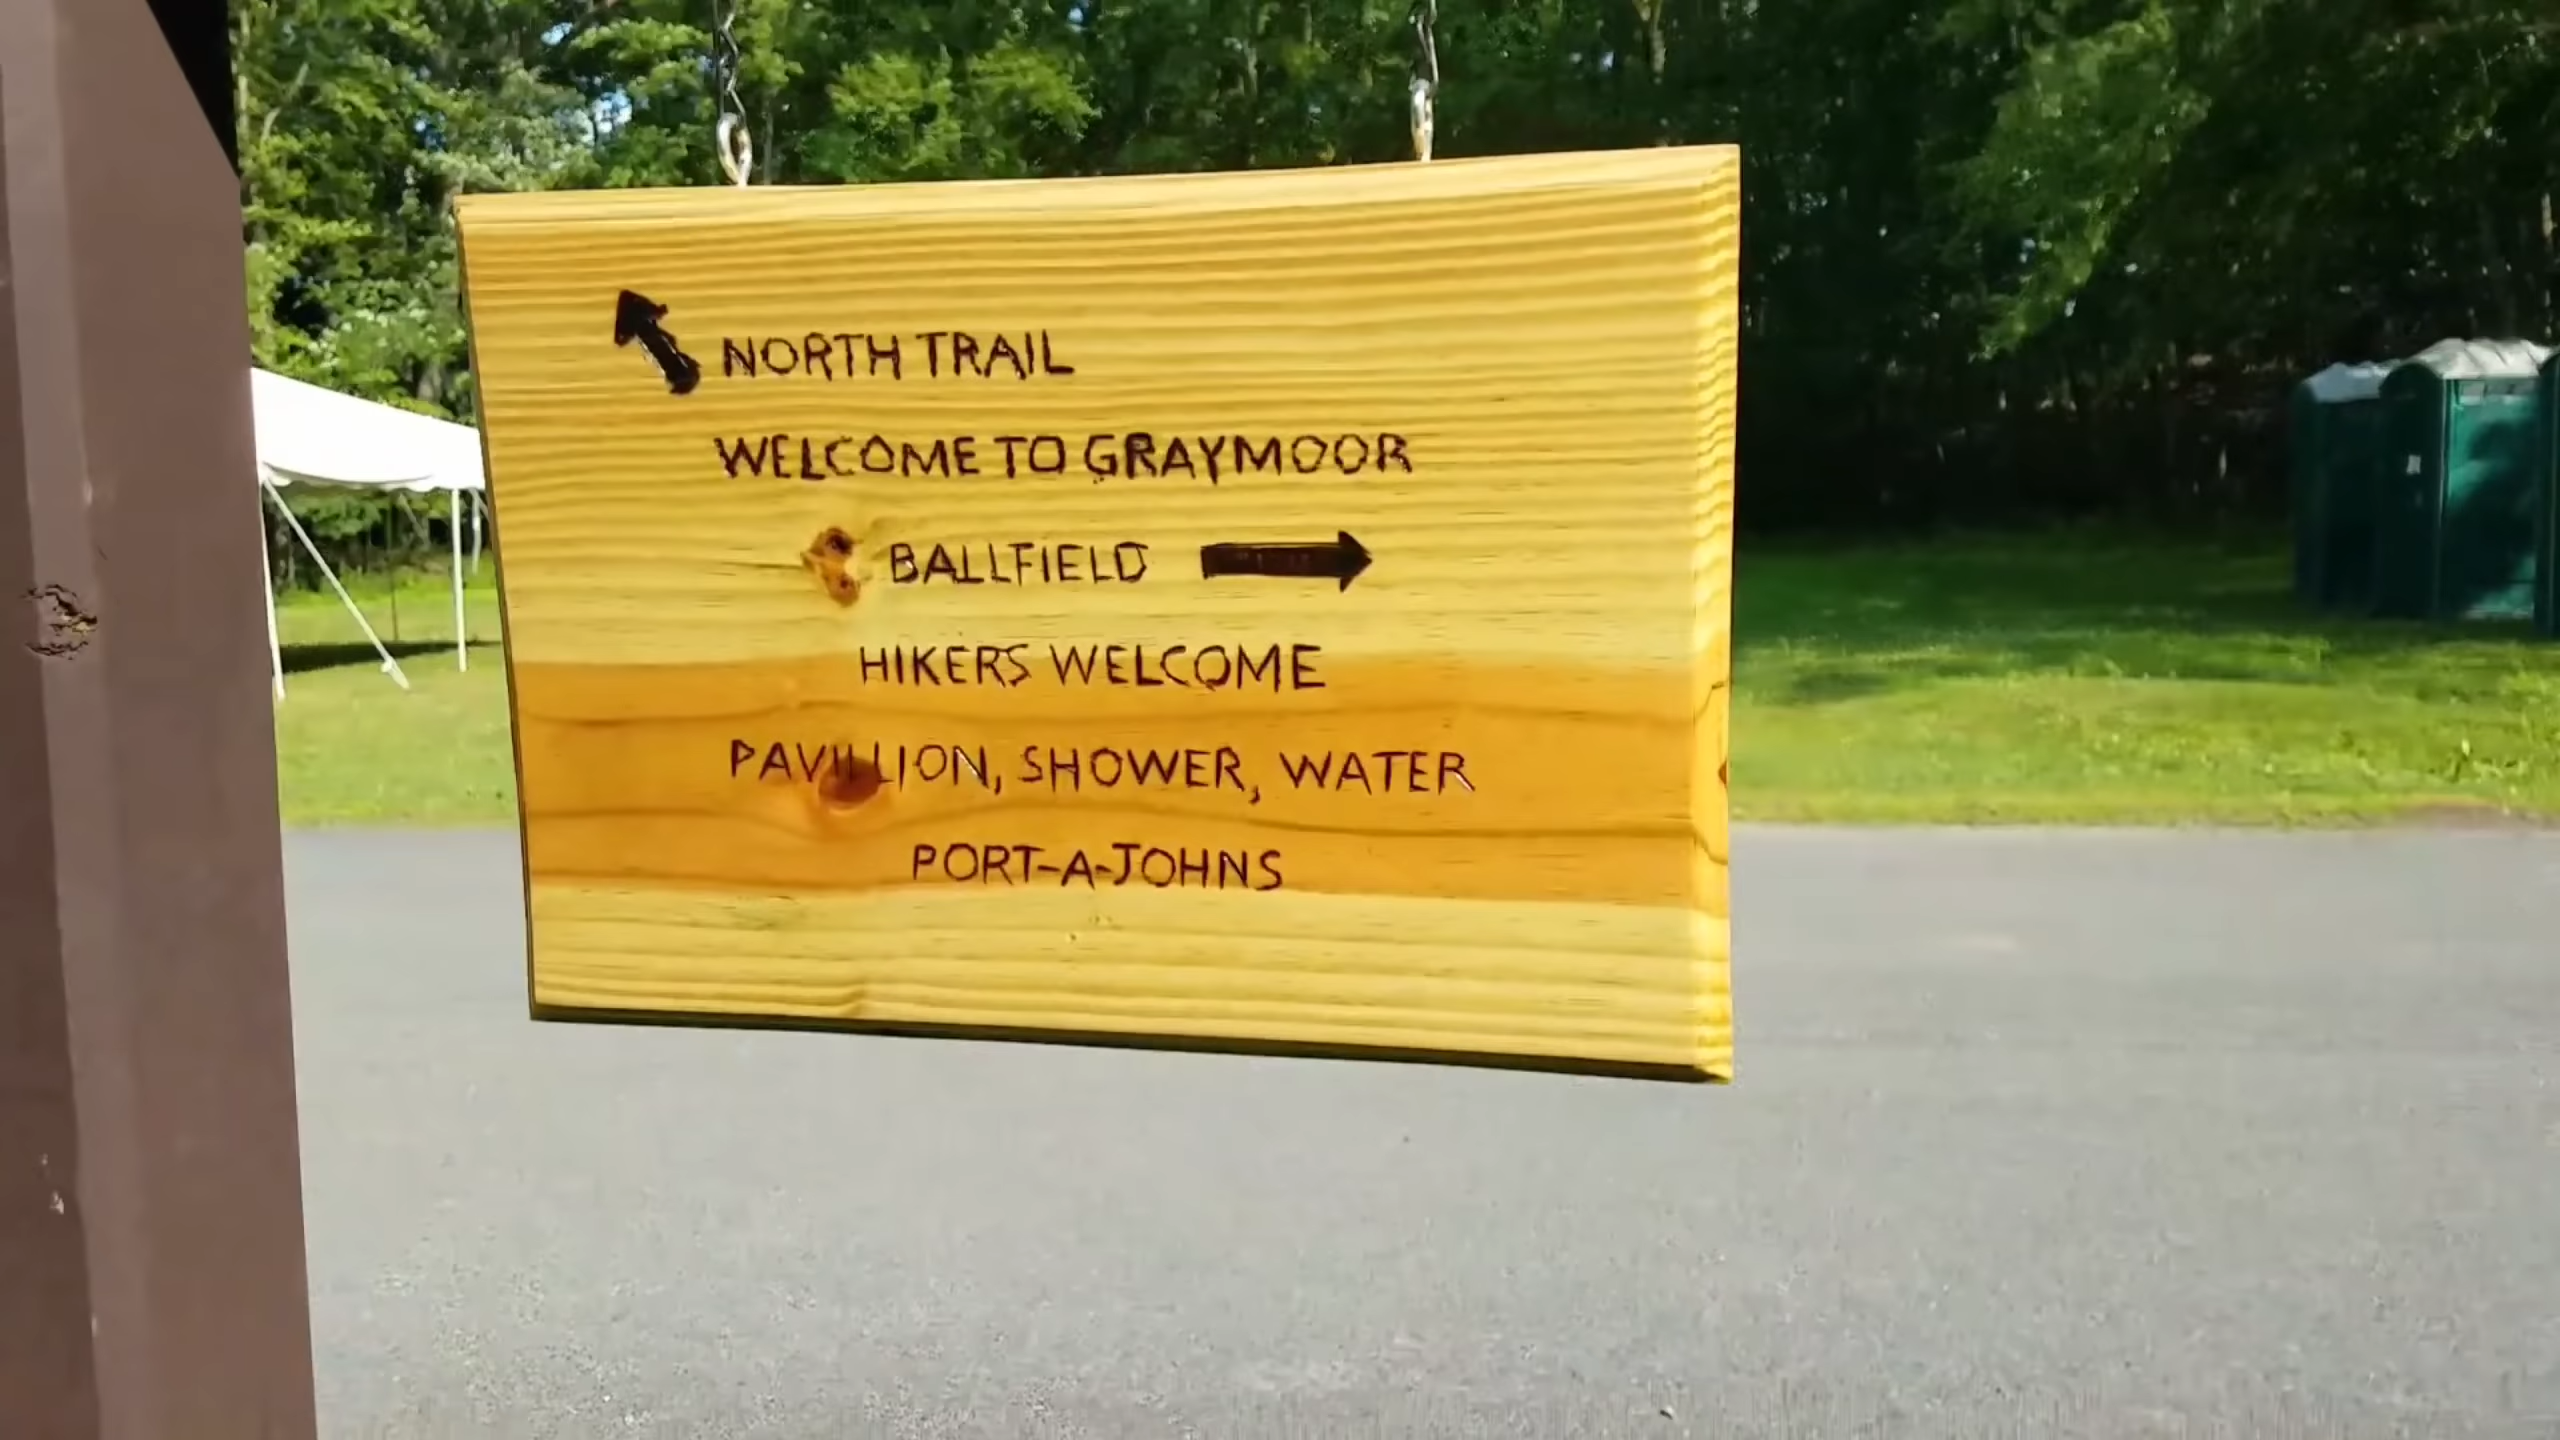 NORTH TRAIL
WELCOME TO GRAYMOOR
BALLFIELD
HIKERS WELCOME
PAVILLION, SHOWER, WATER
PORT-A-JOHNS